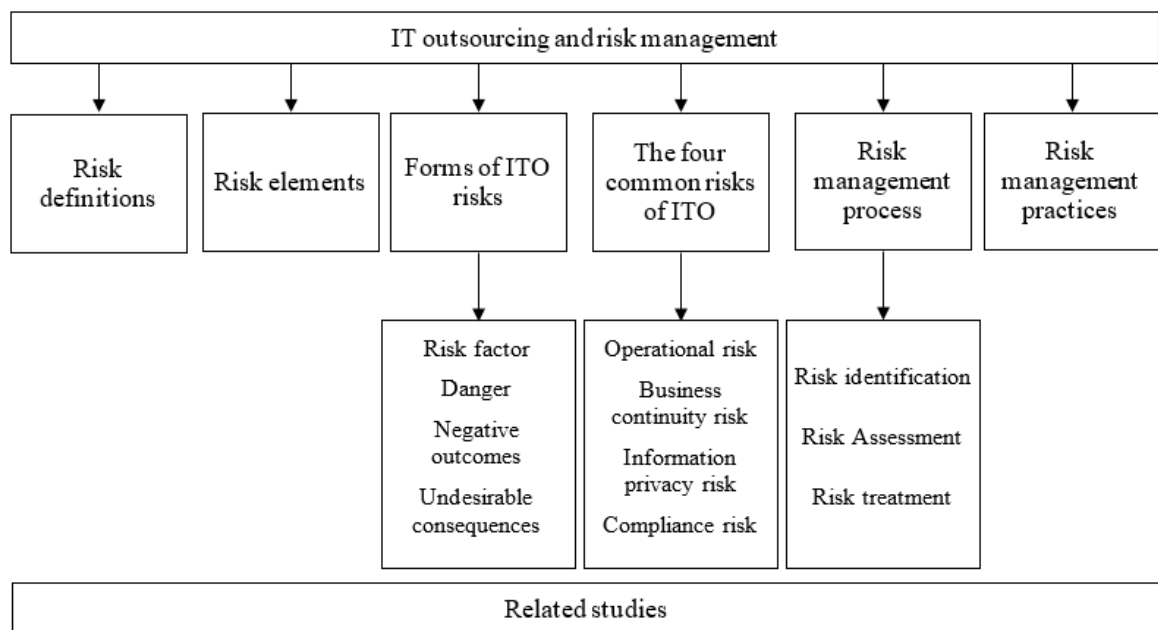 IT outsourcing and risk management
Risk
definitions
Risk elements
Forms of ITO
risks
The four
common risks
of ITO
Risk
management
process
Risk
management
practices
Risk factor
Danger
Negative
outcomes
Undesirable
consequences
Operational risk
Business
continuity risk
Information
privacy risk
Compliance risk
Risk identification
Risk Assessment
Risk treatment
Related studies